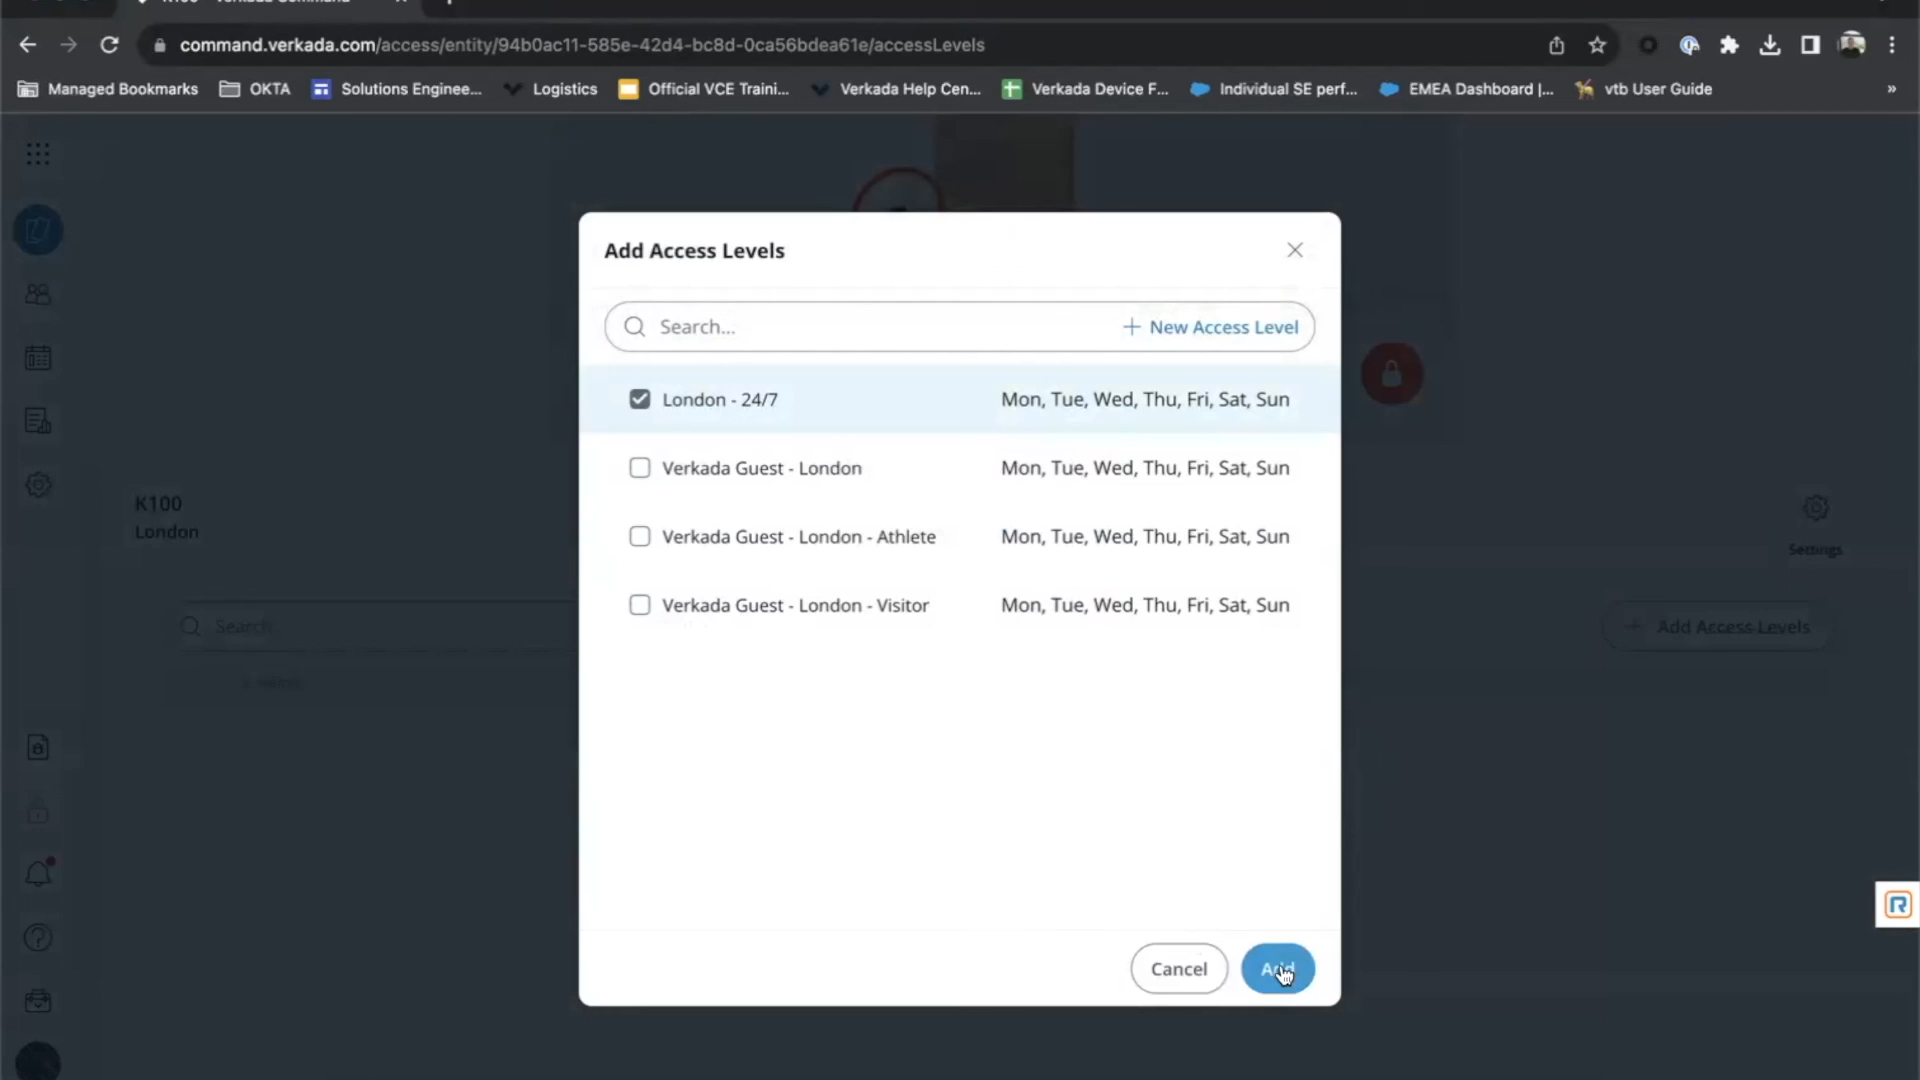 command.verkada.com/access/entity/94b0ac11-585e-42d4-bc8d-0ca56bdea61e/accessLevels
Managed Bookmarks OKTA Solutions Enginee... Logistics Official VCE Traini... Verkada Help Cen... Verkada Device F... Individual SE perf... EMEA Dashboard |... vtb User Guide »
Add Access Levels
Search... + New Access Level
London - 24/7 Mon, Tue, Wed, Thu, Fri, Sat, Sun
Verkada Guest - London Mon, Tue, Wed, Thu, Fri, Sat, Sun
K100
London
Settings
Verkada Guest - London - Athlete Mon, Tue, Wed, Thu, Fri, Sat, Sun
Verkada Guest - London - Visitor Mon, Tue, Wed, Thu, Fri, Sat, Sun
Search
+ Add Access Levels
Cancel Add